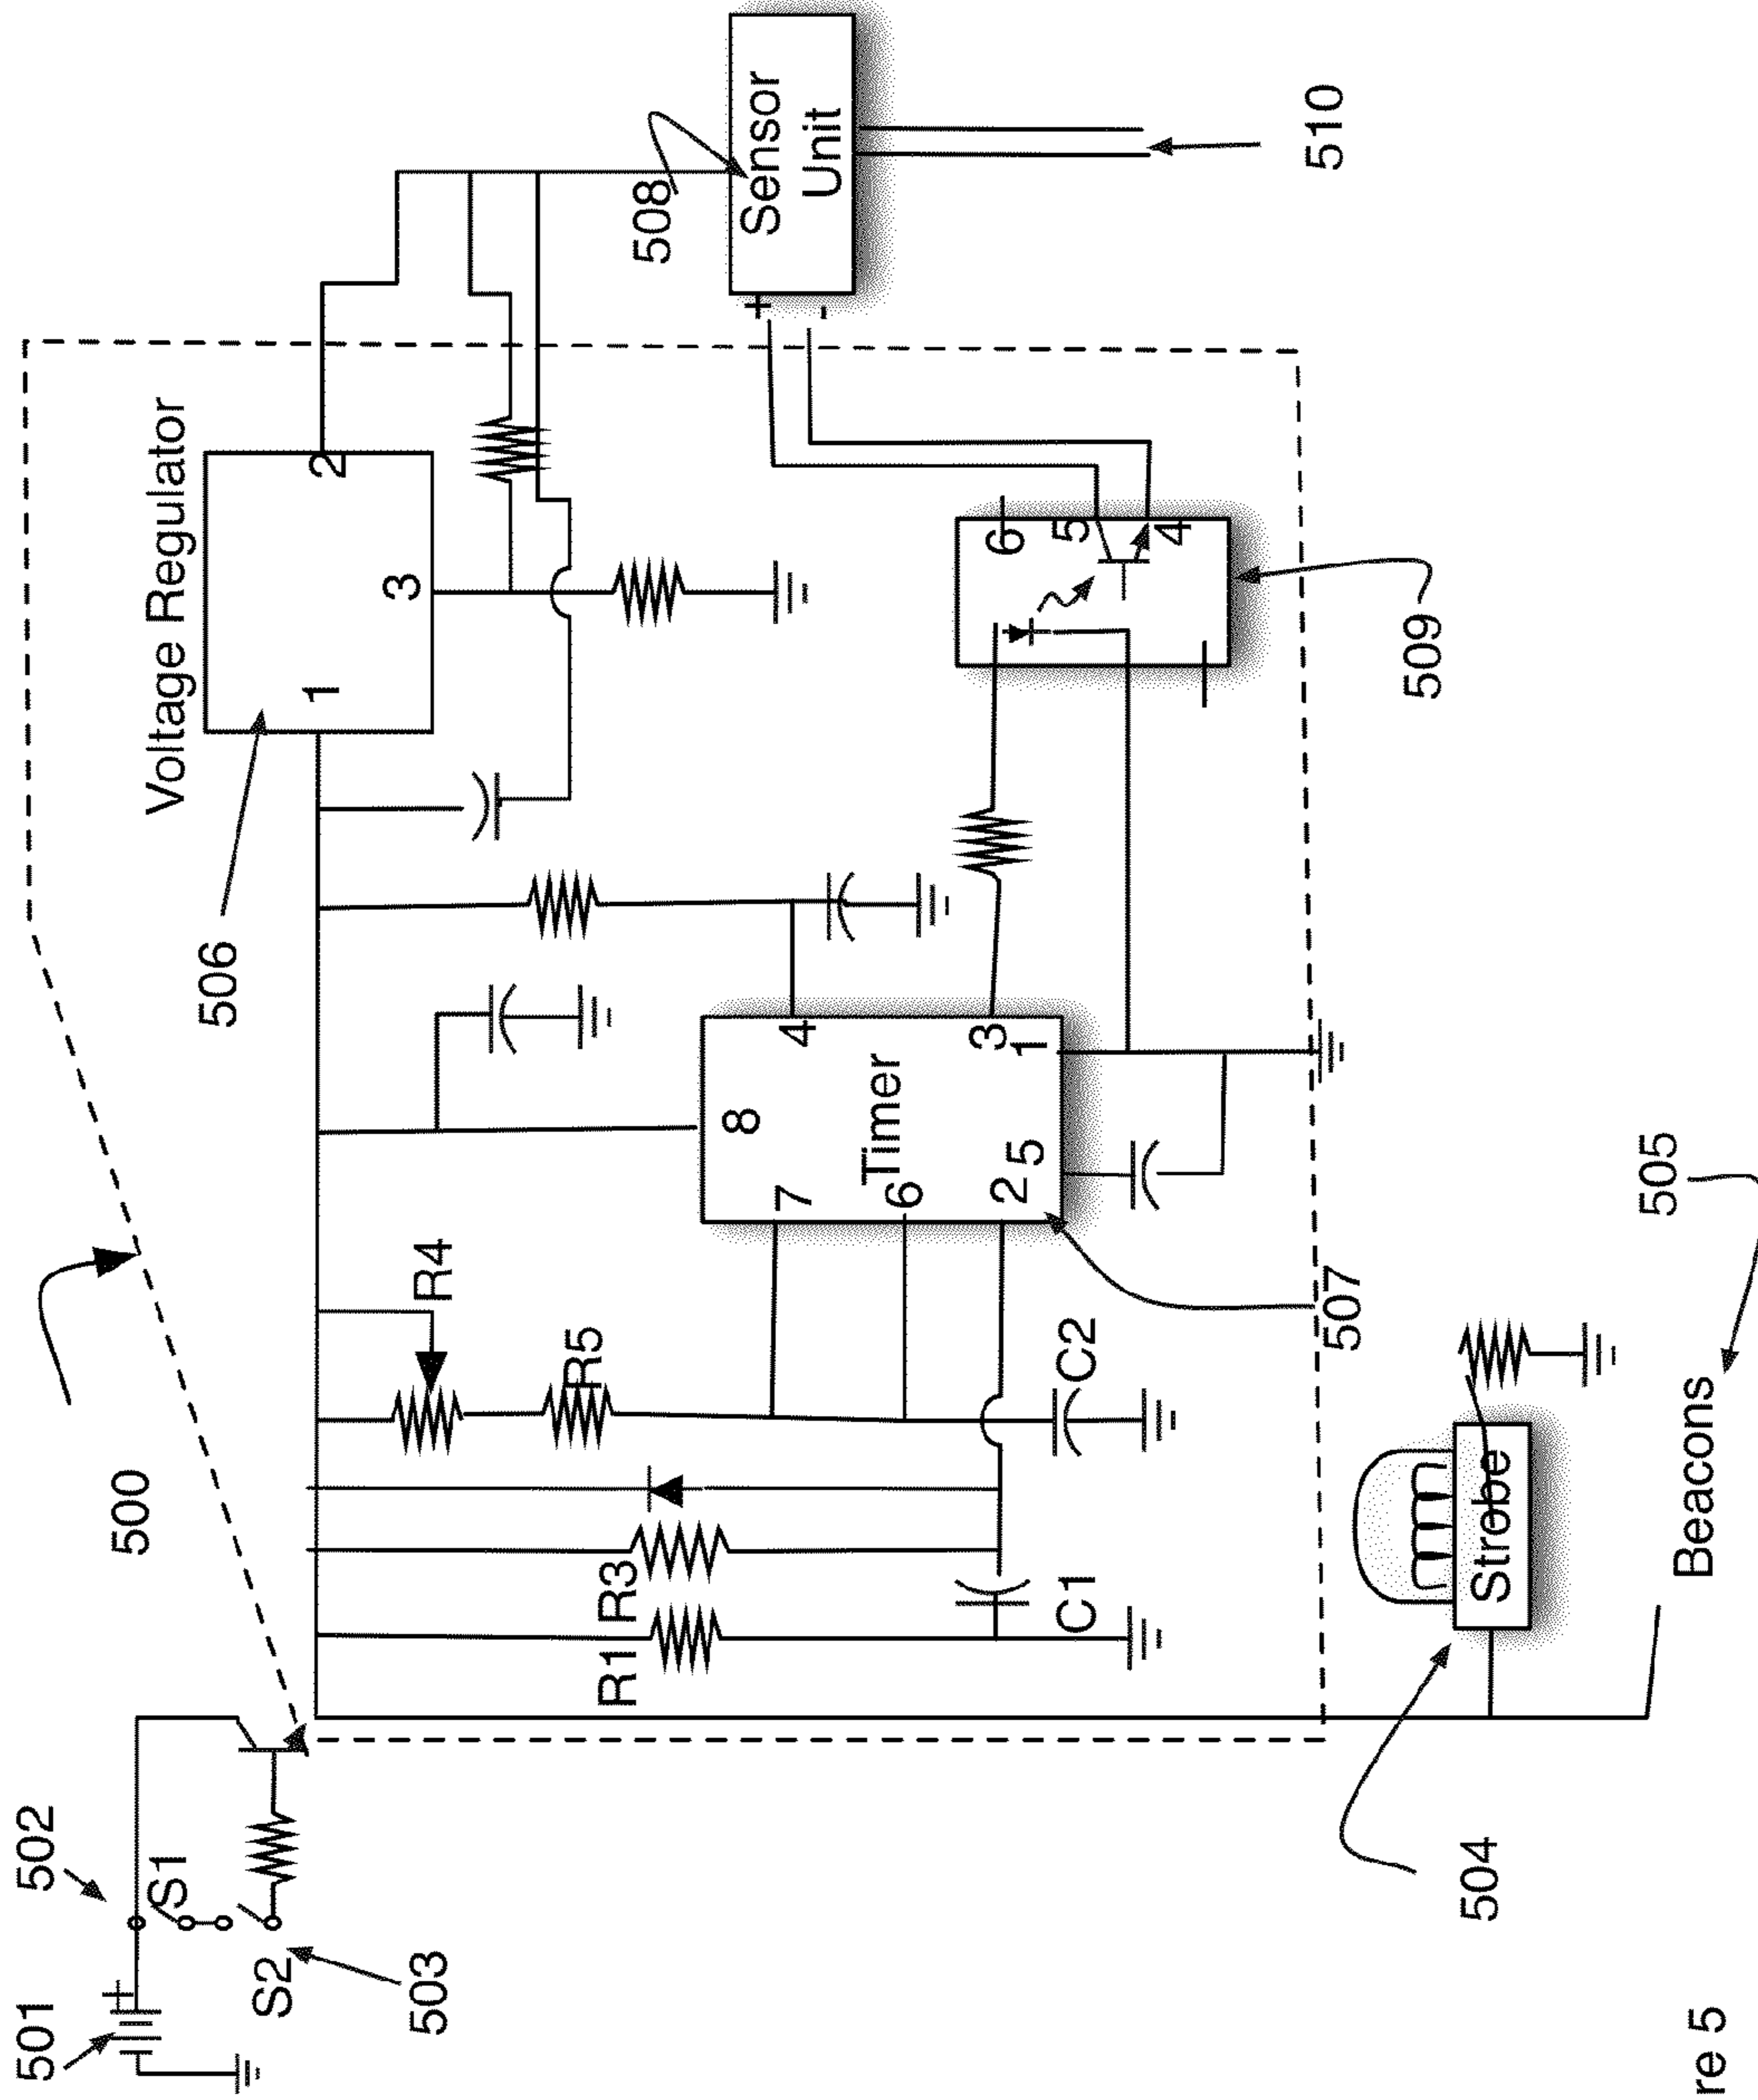 500
501
502
S1
S2
503
Voltage Regulator
1
2
3
506
R4
R5
R3
R1
C1
C2
7
8
4
6
Timer
2
5
3
1
507
508
Sensor
Unit
+
-
+
510
6
5
4
509
Strobe
504
Beacons
505
re 5